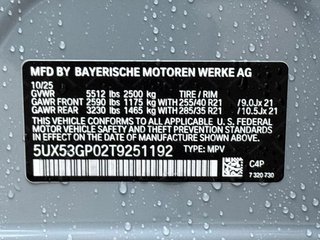 MFD BY BAYERISCHE MOTOREN WERKE AG
10/25
GVWR 5512 lbs 2500 kg TIRE / RIM
GAWR FRONT 2590 lbs 1175 kg 255/40 R21 / 9.0Jx 21
GAWR REAR 3230 lbs 1465 kg 285/35 R21 / 10.5Jx 21
THIS VEHICLE CONFORMS TO ALL APPLICABLE U.S. FEDERAL MOTOR VEHICLE SAFETY, BUMPER, AND THEFT PREVENTION STANDARDS IN EFFECT ON THE DATE OF MANUFACTURE SHOWN ABOVE.
5UX53GP02T9251192 TYPE: MPV
C4P
7 320 730